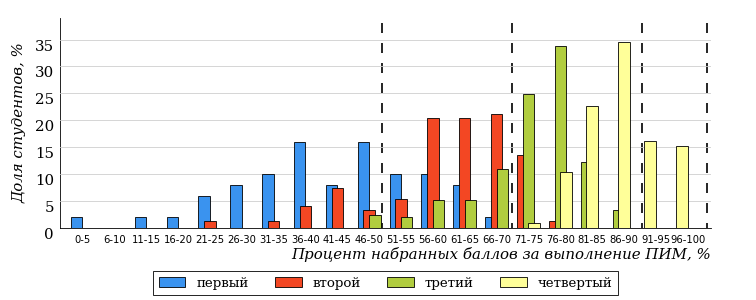 Доля студентов, %
35
30
25
20
15
10
5
0
0-5 6-10 11-15 16-20 21-25 26-30 31-35 36-40 41-45 46-50 51-55 56-60 61-65 66-70 71-75 76-80 81-85 86-90 91-95 96-100
Процент набранных баллов за выполнение ПИМ, %
первый второй третий четвертый